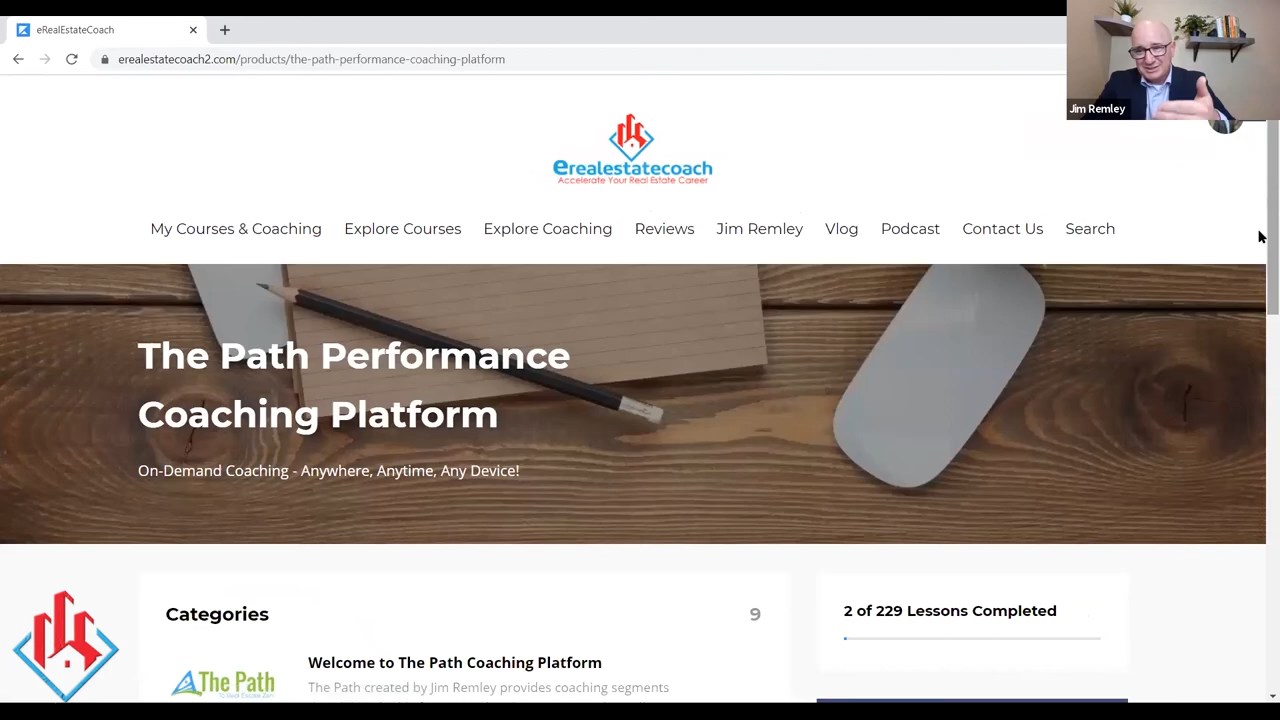 eRealEstateCoach
erealestatecoach2.com/products/the-path-performance-coaching-platform
Jim Remley
erealestatecoach
Accelerate Your Real Estate Career
My Courses & Coaching Explore Courses Explore Coaching Reviews Jim Remley Vlog Podcast Contact Us Search
The Path Performance
Coaching Platform
On-Demand Coaching - Anywhere, Anytime, Any Device!
Categories 9
2 of 229 Lessons Completed
Welcome to The Path Coaching Platform
The Path
The Path created by Jim Remley provides coaching segments